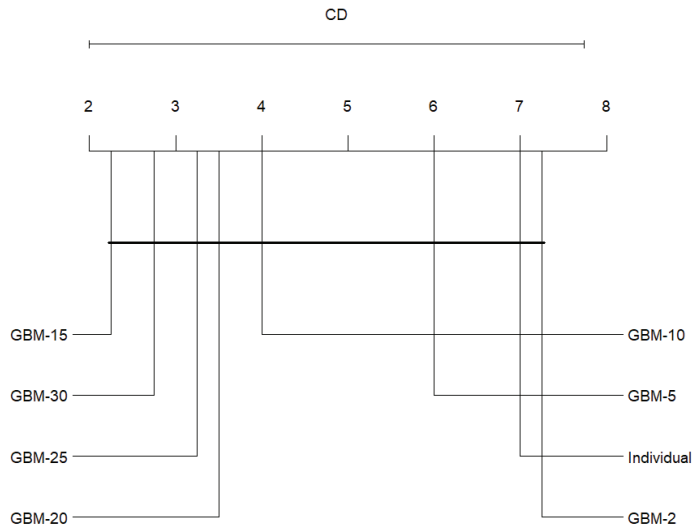 CD
2 3 4 5 6 7 8
GBM-15 GBM-10
GBM-30 GBM-5
GBM-25 Individual
GBM-20 GBM-2